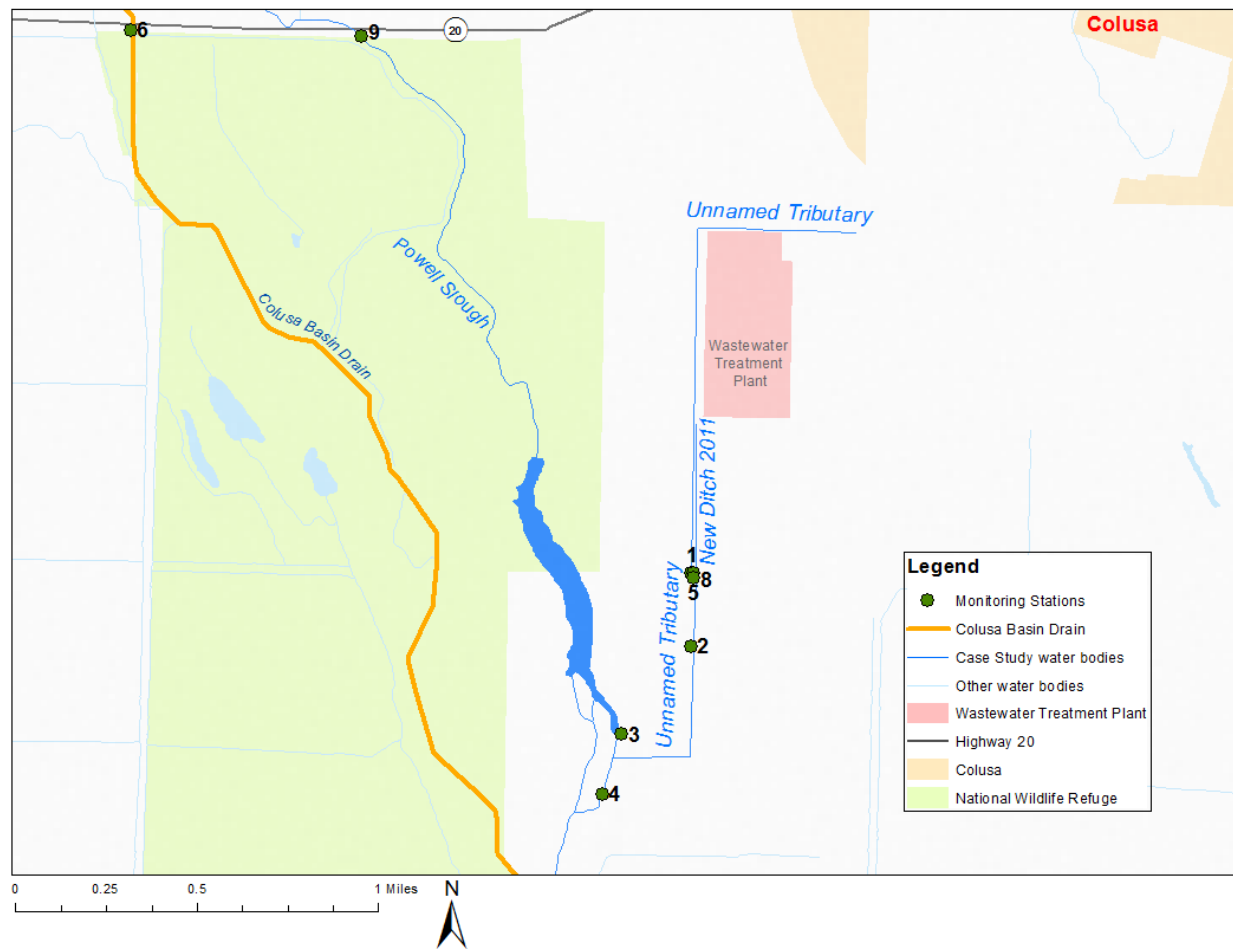 6
9
20
Colusa
Unnamed Tributary
Powell Slough
Colusa Basin Drain
Wastewater
Treatment
Plant
New Ditch 2011
Unnamed Tributary
1
8
5
2
3
4
Legend
Monitoring Stations
Colusa Basin Drain
Case Study water bodies
Other water bodies
Wastewater Treatment Plant
Highway 20
Colusa
National Wildlife Refuge
0 0.25 0.5 1 Miles
N